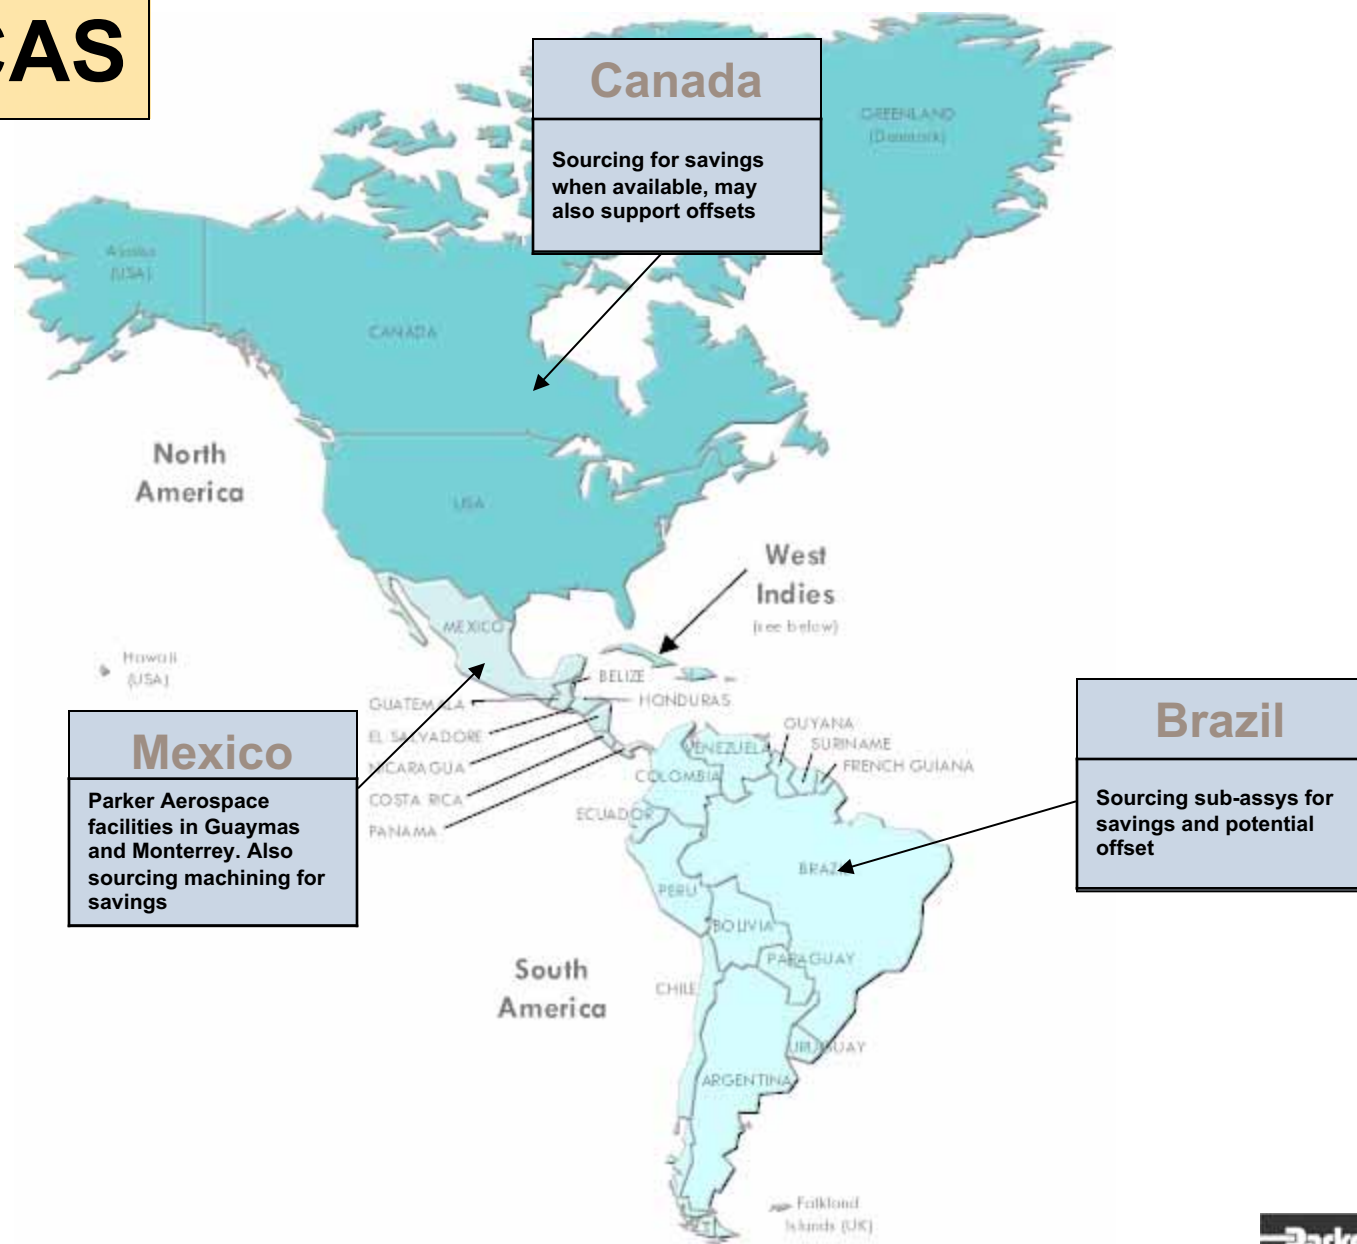 CAS
Canada
Sourcing for savings
when available, may
also support offsets
GREENLAND
(Denmark)
Alaska
(USA)
CANADA
North
America
USA
West
Indies
(see below)
MEXICO
Hawaii
(USA)
BELIZE
GUATEMALA
HONDURAS
EL SALVADORE
NICARAGUA
COSTA RICA
PANAMA
Mexico
Parker Aerospace
facilities in Guaymas
and Monterrey. Also
sourcing machining for
savings
GUYANA
SURINAME
FRENCH GUIANA
VENEZUELA
COLOMBIA
ECUADOR
Brazil
Sourcing sub-assys for
savings and potential
offset
BRAZIL
PERU
BOLIVIA
PARAGUAY
South
America
CHILE
URUGUAY
ARGENTINA
Falkland
Islands (UK)
Parke